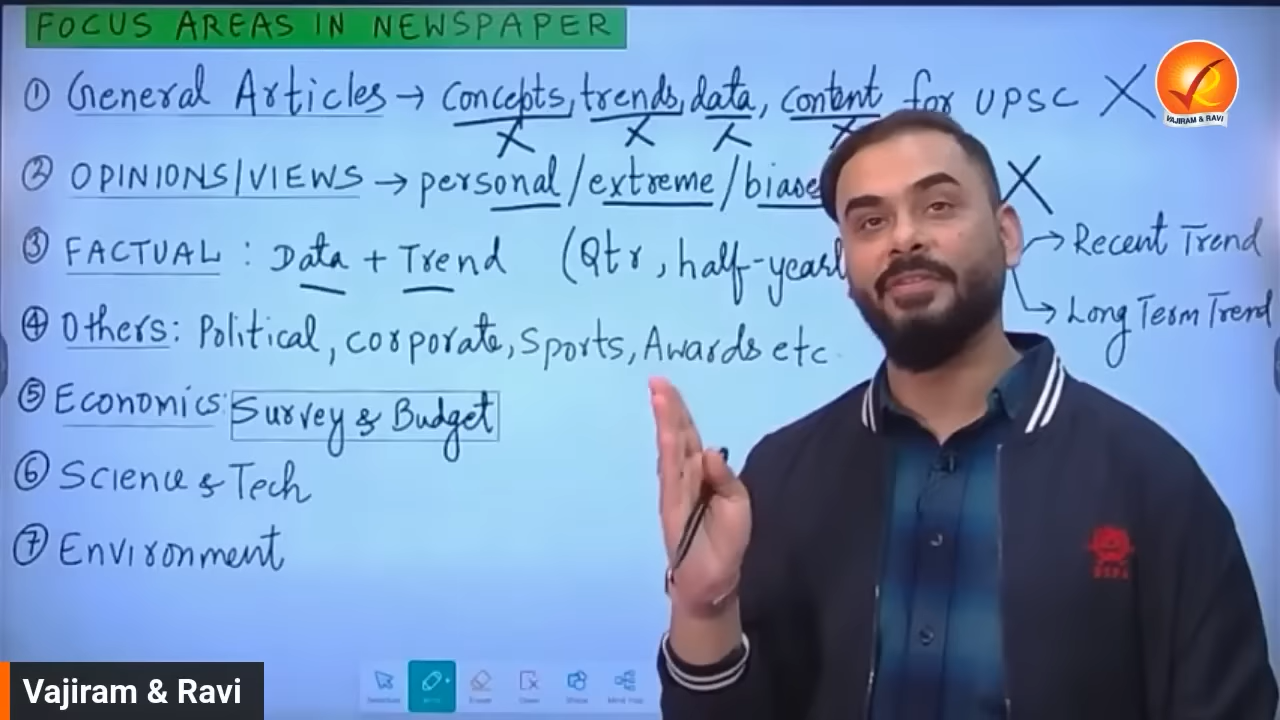 FOCUS AREAS IN NEWSPAPER
① General Articles → concepts, trends, data, content for UPSC X
X X X X
VAJIRAM & RAVI
② OPINIONS/VIEWS → personal/extreme/biase X
③ FACTUAL : Data + Trend (Qtr, half-yearl → Recent Trend
→ Long Term Trend
④ Others: Political, corporate, Sports, Awards etc
⑤ Economics: Survey & Budget
⑥ Science & Tech
⑦ Environment
Vajiram & Ravi